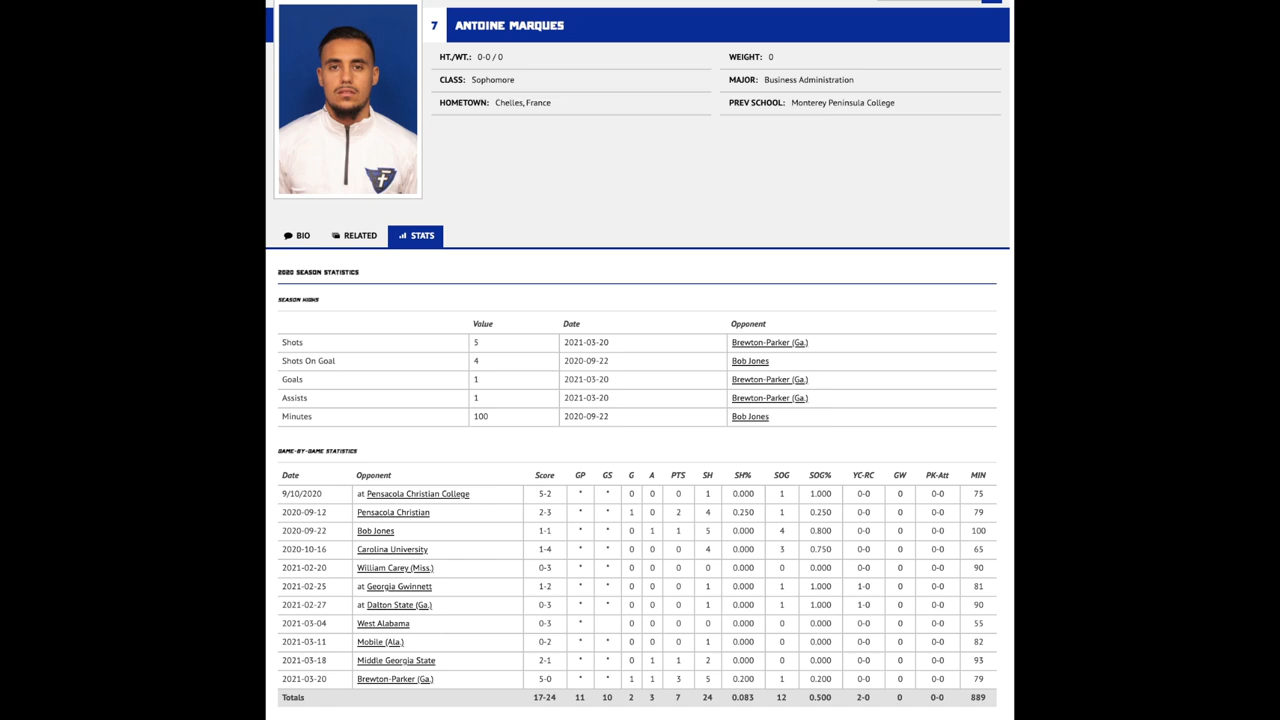 7 ANTOINE MARQUES
HT./WT.: 0-0 / 0 WEIGHT: 0
CLASS: Sophomore MAJOR: Business Administration
HOMETOWN: Chelles, France PREV SCHOOL: Monterey Peninsula College
BIO RELATED STATS
2020 SEASON STATISTICS
SEASON HIGHS
Value Date Opponent
Shots 5 2021-03-20 Brewton-Parker (Ga.)
Shots On Goal 4 2020-09-22 Bob Jones
Goals 1 2021-03-20 Brewton-Parker (Ga.)
Assists 1 2021-03-20 Brewton-Parker (Ga.)
Minutes 100 2020-09-22 Bob Jones
GAME-BY-GAME STATISTICS
Date Opponent Score GP GS G A PTS SH SH% SOG SOG% YC-RC GW PK-Att MIN
9/10/2020 at Pensacola Christian College 5-2 * * 0 0 0 1 0.000 1 1.000 0-0 0 0-0 75
2020-09-12 Pensacola Christian 2-3 * * 1 0 2 4 0.250 1 0.250 0-0 0 0-0 79
2020-09-22 Bob Jones 1-1 * * 0 1 1 5 0.000 4 0.800 0-0 0 0-0 100
2020-10-16 Carolina University 1-4 * * 0 0 0 4 0.000 3 0.750 0-0 0 0-0 65
2021-02-20 William Carey (Miss.) 0-3 * * 0 0 0 0 0.000 0 0.000 0-0 0 0-0 90
2021-02-25 at Georgia Gwinnett 1-2 * * 0 0 0 1 0.000 1 1.000 1-0 0 0-0 81
2021-02-27 at Dalton State (Ga.) 0-3 * * 0 0 0 1 0.000 1 1.000 1-0 0 0-0 90
2021-03-04 West Alabama 0-3 * 0 0 0 0 0.000 0 0.000 0-0 0 0-0 55
2021-03-11 Mobile (Ala.) 0-2 * * 0 0 0 1 0.000 0 0.000 0-0 0 0-0 82
2021-03-18 Middle Georgia State 2-1 * * 0 1 1 2 0.000 0 0.000 0-0 0 0-0 93
2021-03-20 Brewton-Parker (Ga.) 5-0 * * 1 1 3 5 0.200 1 0.200 0-0 0 0-0 79
Totals 17-24 11 10 2 3 7 24 0.083 12 0.500 2-0 0 0-0 889